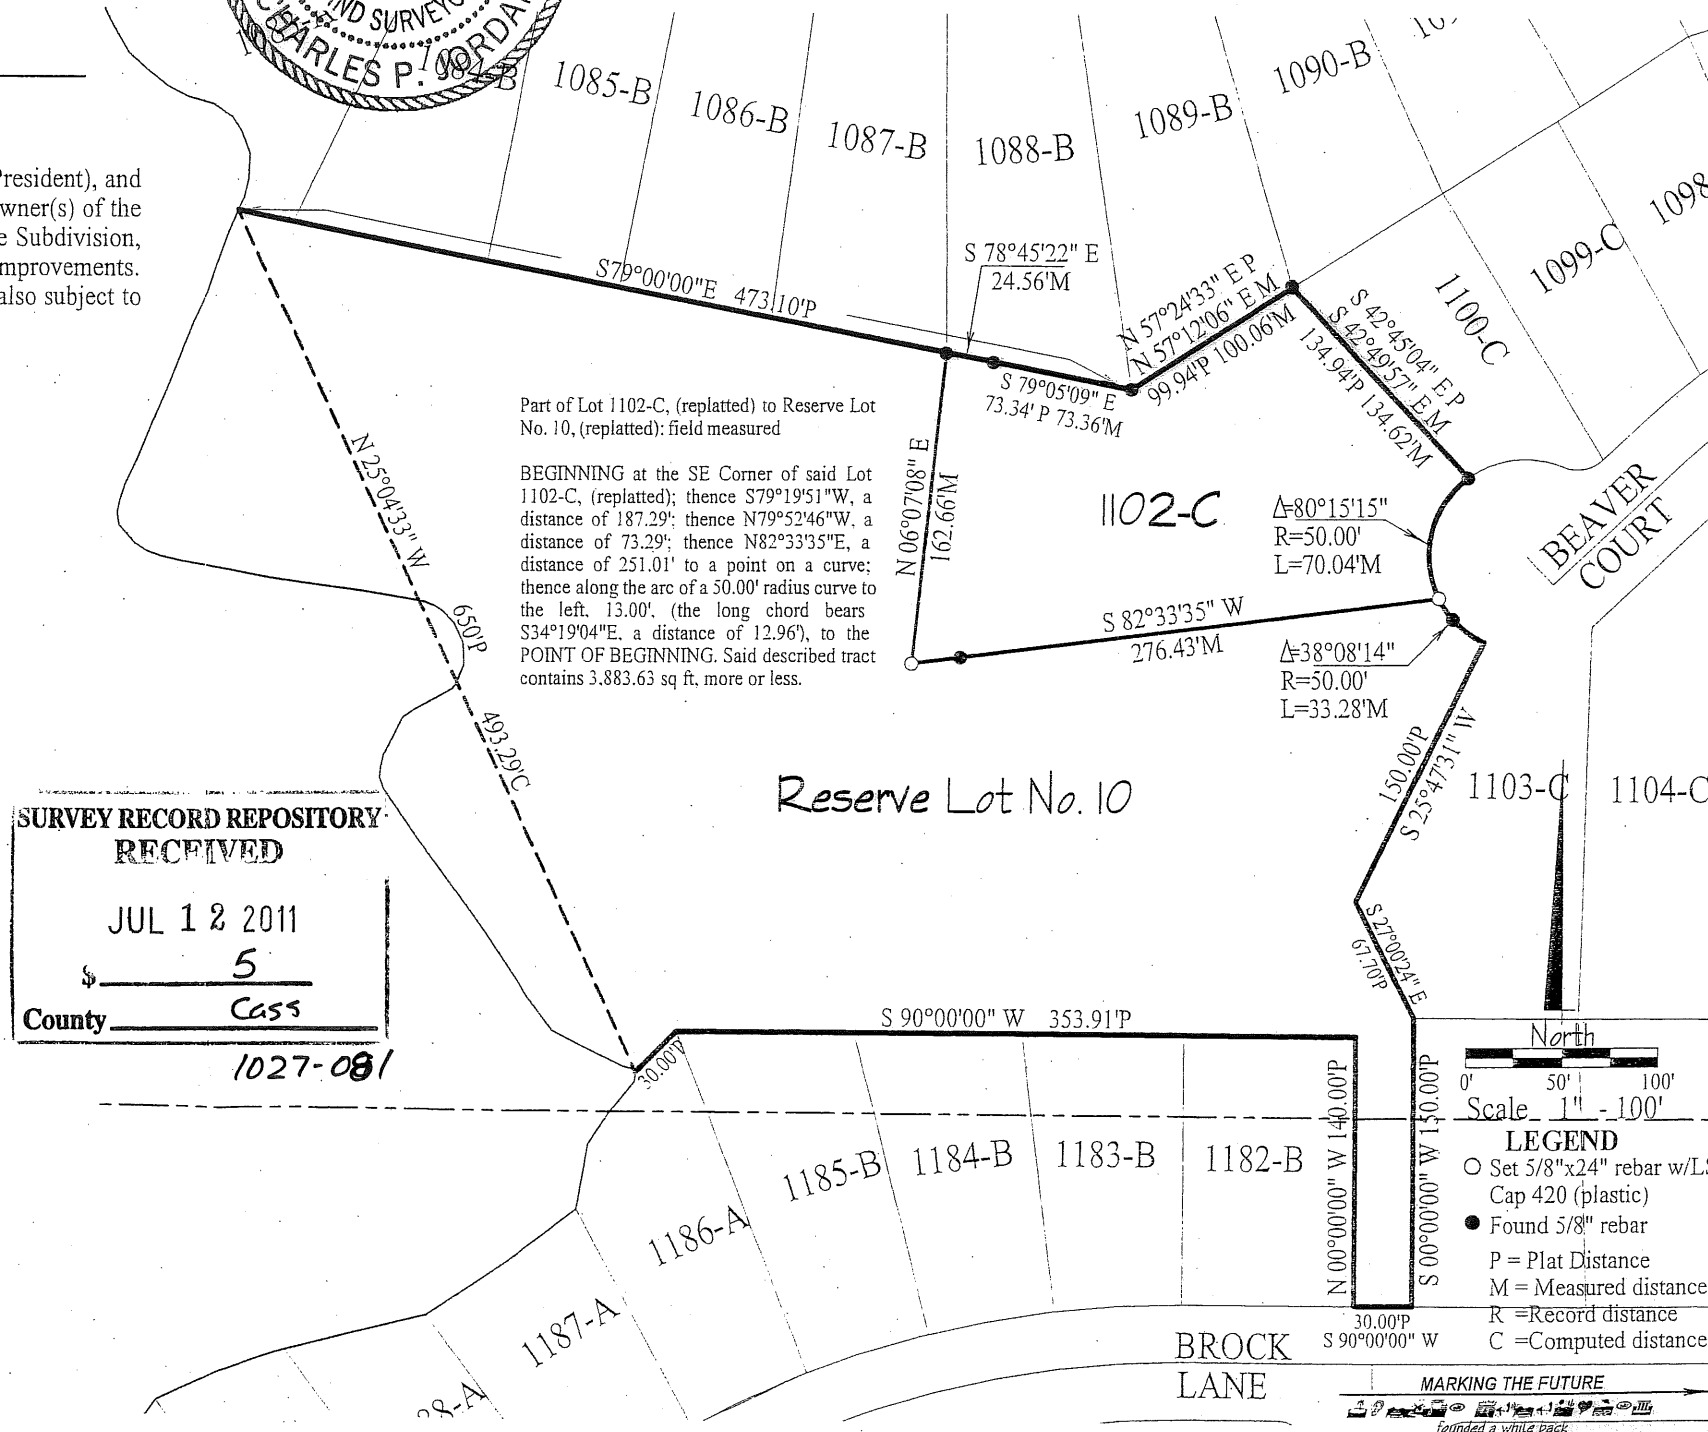 ND SURVEYO
CHARLES P. JORDA
1084-B
1085-B
1086-B
1087-B
1088-B
1089-B
1090-B
1098
1099-C
1100-C
President), and
wner(s) of the
e Subdivision,
mprovements.
also subject to
S79°00'00"E 473.10'P
S 78°45'22" E
24.56'M
N 57°24'33" E P
N 57°12'06" E M
99.94'P 100.06'M
S 42°45'04" E P
S 42°49'57" E M
134.94'P 134.62'M
S 79°05'09" E
73.34' P 73.36'M
Part of Lot 1102-C, (replatted) to Reserve Lot
No. 10, (replatted): field measured
BEGINNING at the SE Corner of said Lot
1102-C, (replatted); thence S79°19'51"W, a
distance of 187.29'; thence N79°52'46"W, a
distance of 73.29'; thence N82°33'35"E, a
distance of 251.01' to a point on a curve;
thence along the arc of a 50.00' radius curve to
the left, 13.00', (the long chord bears
S34°19'04"E, a distance of 12.96'), to the
POINT OF BEGINNING. Said described tract
contains 3,883.63 sq ft, more or less.
N 06°07'08" E
162.66'M
1102-C
Δ=80°15'15"
R=50.00'
L=70.04'M
BEAVER
COURT
S 82°33'35" W
276.43'M
Δ=38°08'14"
R=50.00'
L=33.28'M
N 25°04'33" W
650'P
493.29'C
Reserve Lot No. 10
150.00'P
S 25°47'31" W
1103-C
1104-C
S 27°00'24" E
67.70'P
SURVEY RECORD REPOSITORY
RECEIVED
JUL 12 2011
$ 5
County Cass
1027-081
S 90°00'00" W 353.91'P
30.00'P
N 00°00'00" W 140.00'P
S 00°00'00" W 150.00'P
1182-B
1183-B
1184-B
1185-B
1186-A
1187-A
38-A
30.00'P
S 90°00'00" W
BROCK
LANE
North
0' 50' 100'
Scale 1" - 100'
LEGEND
Set 5/8"x24" rebar w/LS
Cap 420 (plastic)
Found 5/8" rebar
P = Plat Distance
M = Measured distance
R =Record distance
C =Computed distance
MARKING THE FUTURE
founded a while back